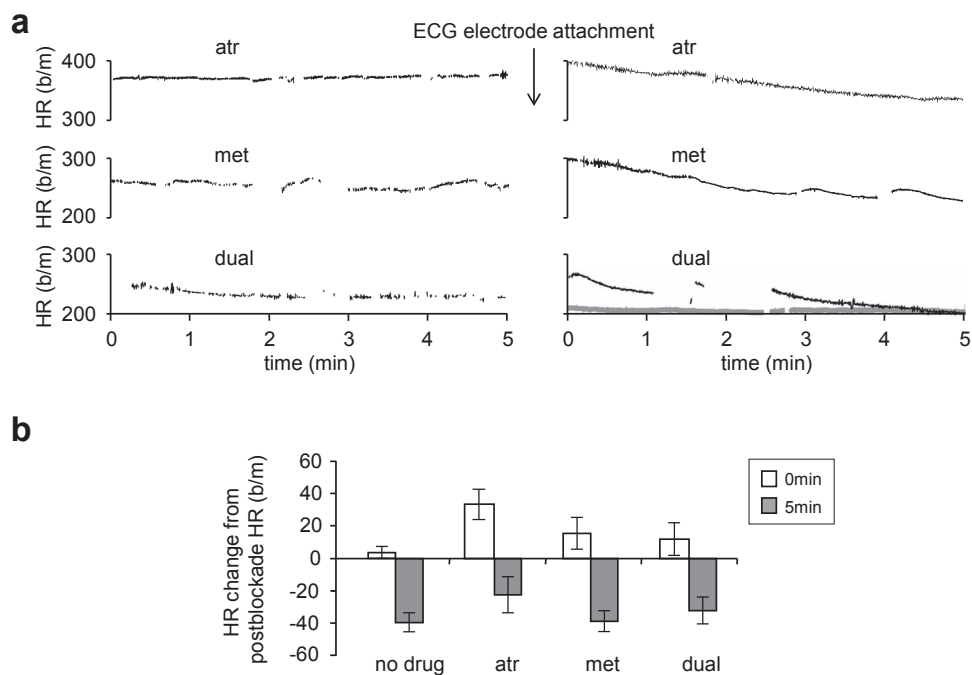 a
ECG electrode attachment
atr
atr
HR (b/m)
400
300
met
met
HR (b/m)
300
200
dual
dual
HR (b/m)
300
200
0 1 2 3 4 5
0 1 2 3 4 5
time (min)
time (min)
b
HR change from
postblockade HR (b/m)
60
40
20
0
-20
-40
-60
0min
5min
no drug atr met dual